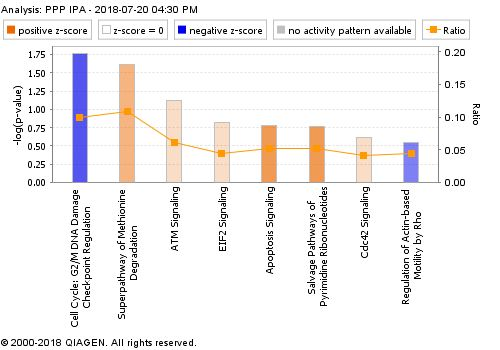 Analysis: PPP IPA - 2018-07-20 04:30 PM
positive z-score
z-score = 0
negative z-score
no activity pattern available
Ratio
1.75
1.50
1.25
1.00
0.75
0.50
0.25
0.00
-log(p-value)
0.20
0.15
0.10
0.05
0.00
Ratio
Cell Cycle: G2/M DNA Damage
Checkpoint Regulation
Superpathway of Methionine
Degradation
ATM Signaling
EIF2 Signaling
Apoptosis Signaling
Salvage Pathways of
Pyrimidine Ribonucleotides
Cdc42 Signaling
Regulation of Actin-based
Motility by Rho
© 2000-2018 QIAGEN. All rights reserved.